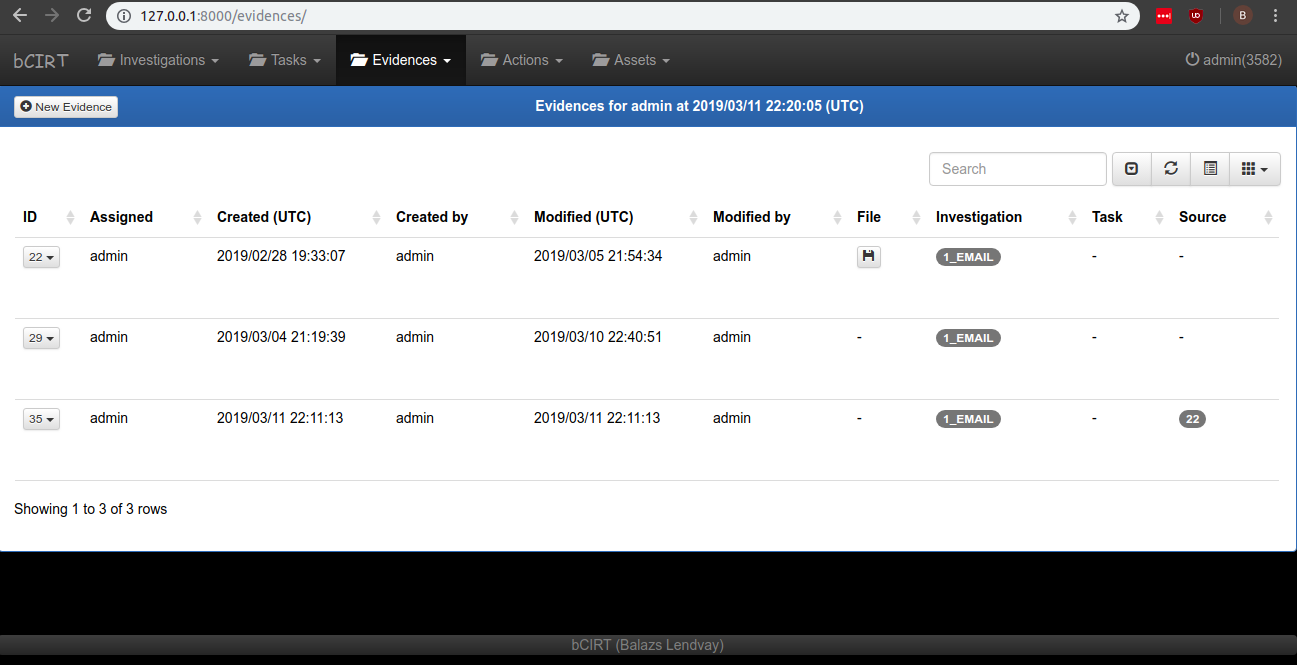 127.0.0.1:8000/evidences/
B
bCIRT Investigations Tasks Evidences Actions Assets admin(3582)
New Evidence Evidences for admin at 2019/03/11 22:20:05 (UTC)
Search
ID Assigned Created (UTC) Created by Modified (UTC) Modified by File Investigation Task Source
22 admin 2019/02/28 19:33:07 admin 2019/03/05 21:54:34 admin 1_EMAIL - -
29 admin 2019/03/04 21:19:39 admin 2019/03/10 22:40:51 admin - 1_EMAIL - -
35 admin 2019/03/11 22:11:13 admin 2019/03/11 22:11:13 admin - 1_EMAIL - 22
Showing 1 to 3 of 3 rows
bCIRT (Balazs Lendvay)